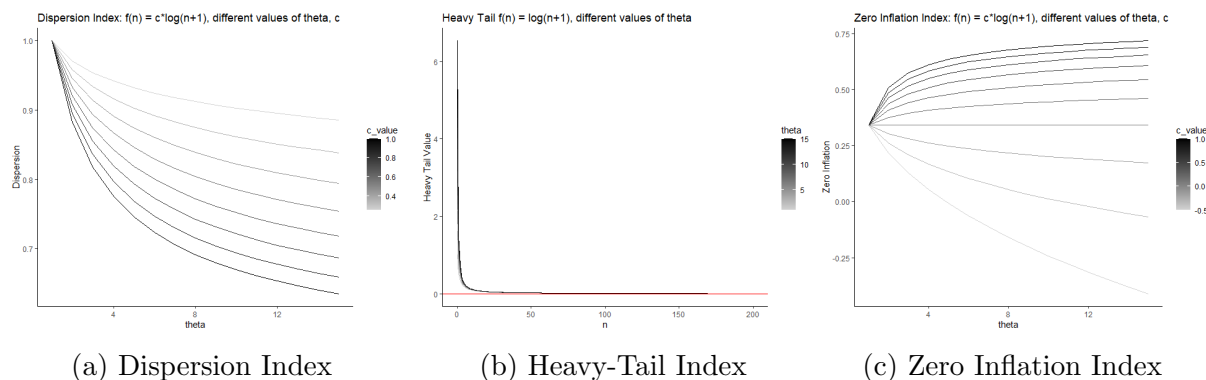 Dispersion Index: f(n) = c*log(n+1), different values of theta, c
1.0
0.9
0.8
0.7
Dispersion
4
8
12
theta
c_value
1.0
0.8
0.6
0.4
(a) Dispersion Index
Heavy Tail f(n) = log(n+1), different values of theta
6
4
2
0
Heavy Tail Value
0
50
100
150
200
n
theta
15
10
5
(b) Heavy-Tail Index
Zero Inflation Index: f(n) = c*log(n+1), different values of theta, c
0.75
0.50
0.25
0.00
-0.25
Zero Inflation
4
8
12
theta
c_value
1.0
0.5
0.0
-0.5
(c) Zero Inflation Index